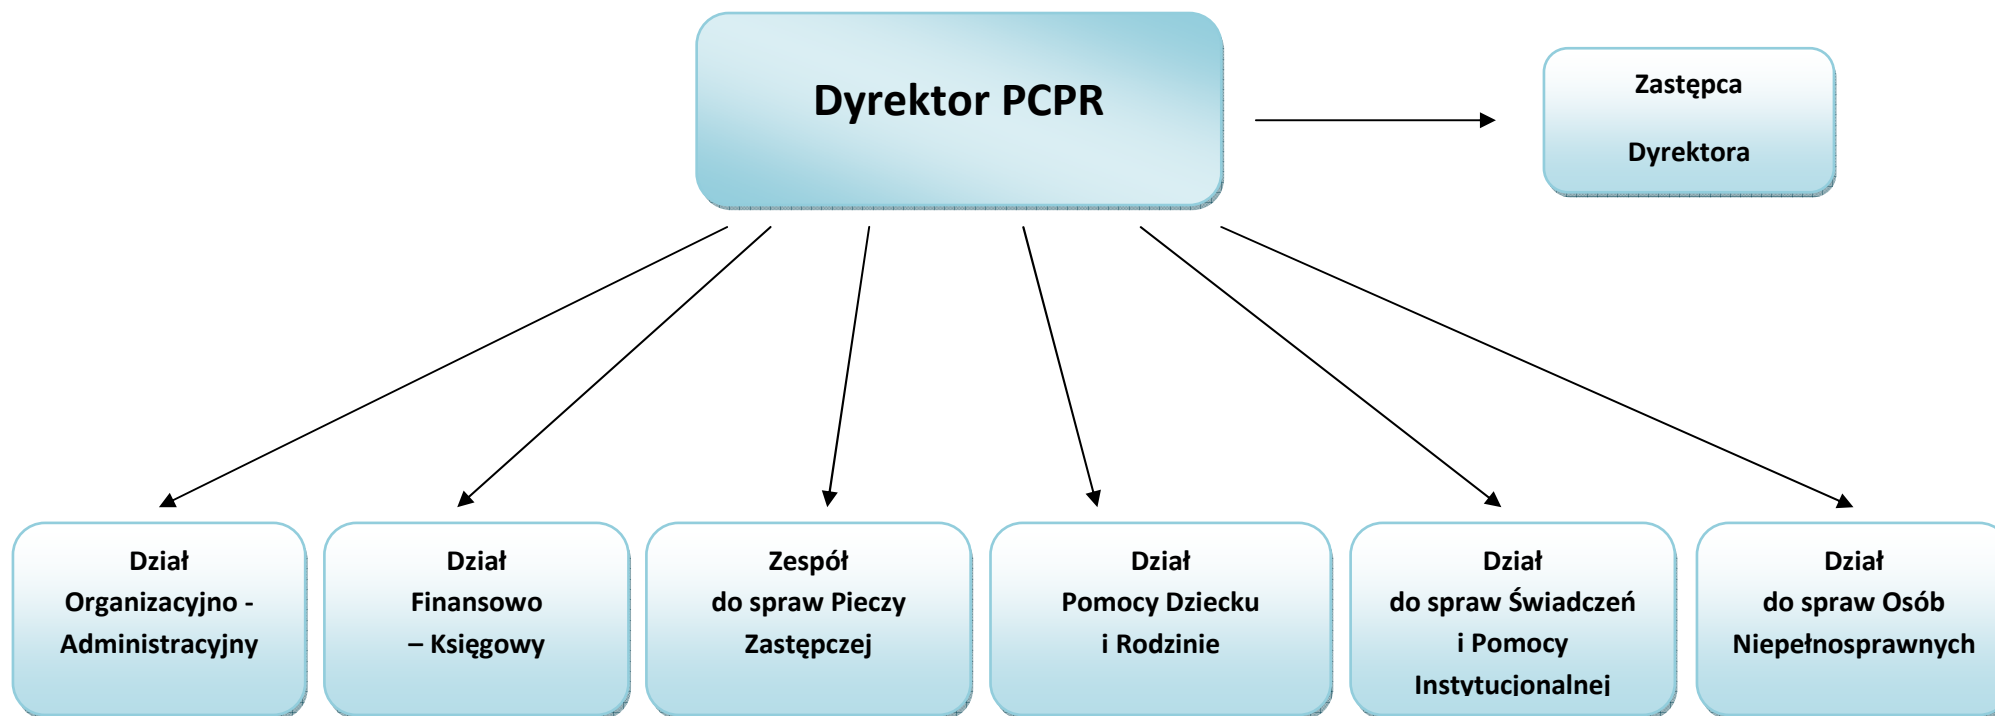 Dyrektor PCPR
Zastępca
Dyrektora
Dział
Organizacyjno -
Administracyjny
Dział
Finansowo
– Księgowy
Zespół
do spraw Pieczy
Zastępczej
Dział
Pomocy Dziecku
i Rodzinie
Dział
do spraw Świadczeń
i Pomocy
Instytucjonalnej
Dział
do spraw Osób
Niepełnosprawnych